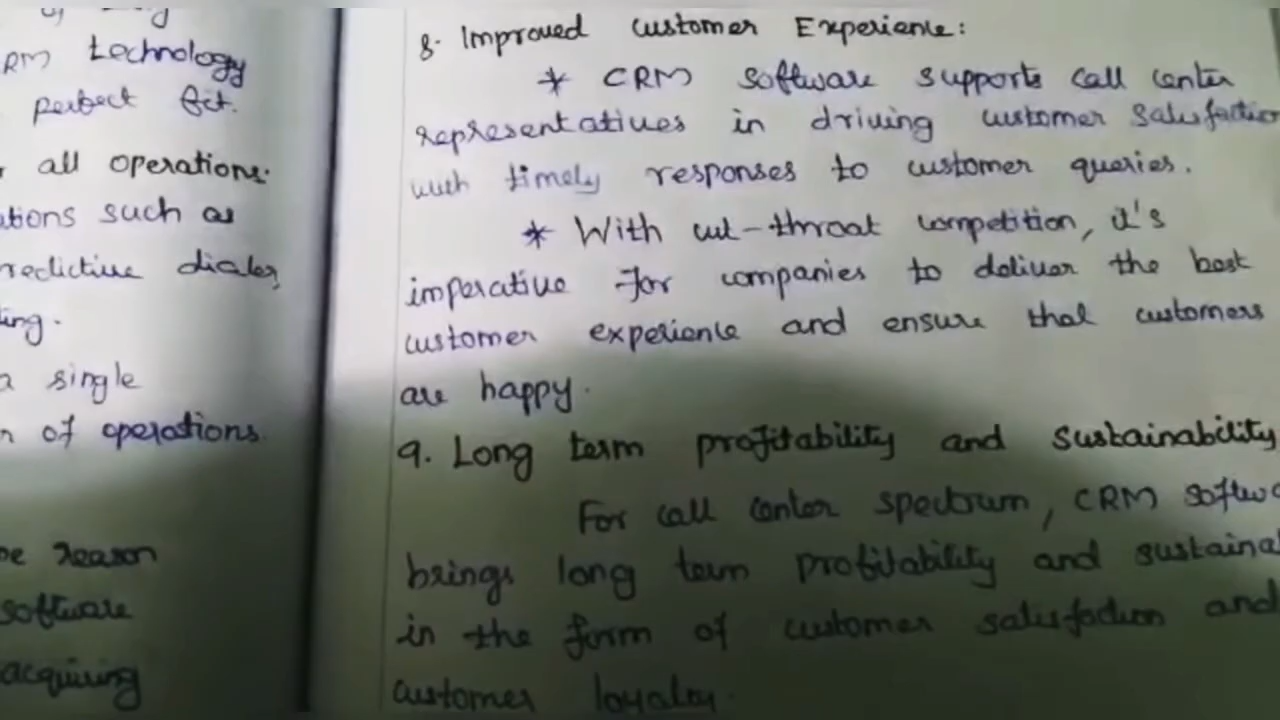 RM technology
perfect fit.
all operations.
ations such as
redictive dialer,
ting.
a single
n of operations.
reason
software
acquiring
8. Improved customer Experience:
* CRM software supports call center
representatives in driving customer satisfaction
with timely responses to customer queries.
* With cut-throat competition, it's
imperative for companies to deliver the best
customer experience and ensure that customers
are happy.
9. Long term profitability and sustainability
For call center spectrum, CRM softwa
brings long term profitability and sustaina
in the form of customer satisfaction and
customer loyalty.